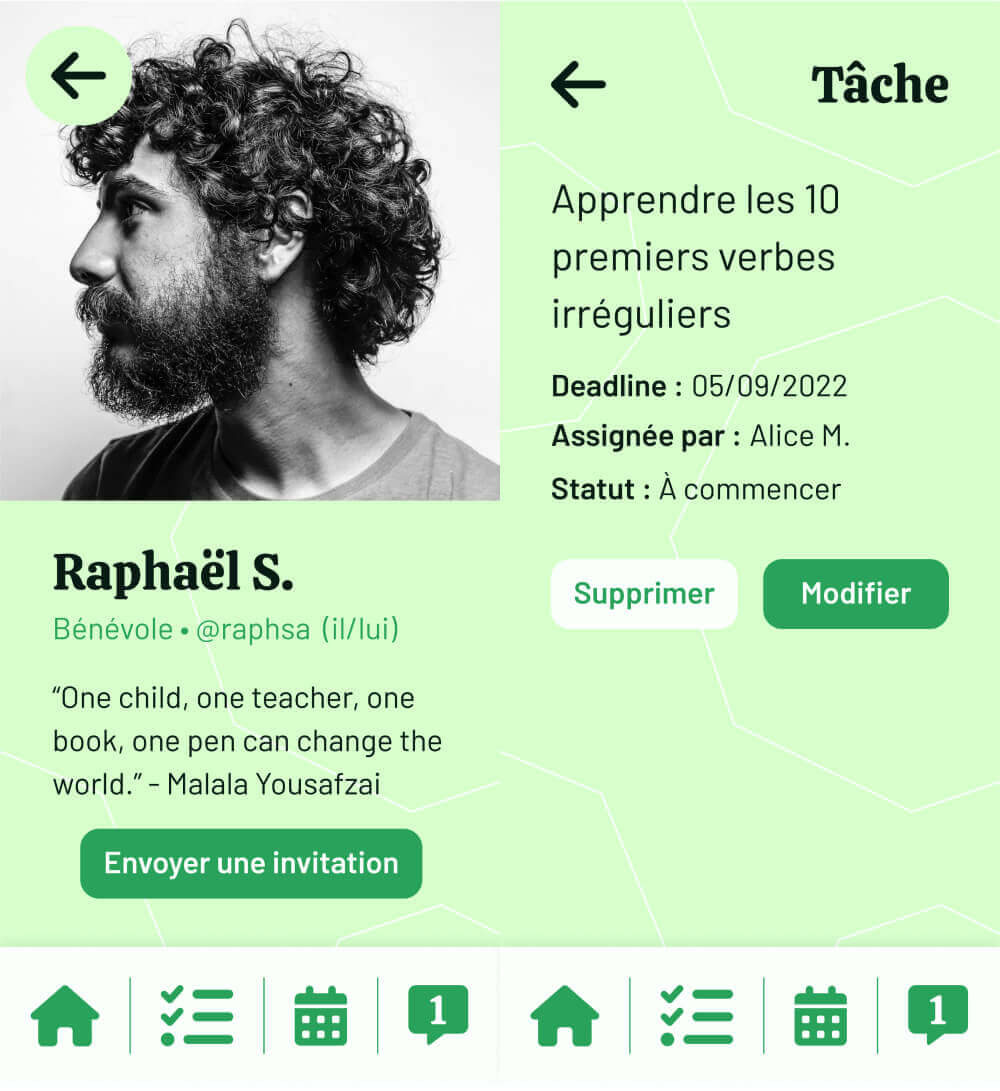 Raphaël S.
Bénévole • @raphsa (il/lui)
“One child, one teacher, one
book, one pen can change the
world.” - Malala Yousafzai
Envoyer une invitation
1
Tâche
Apprendre les 10
premiers verbes
irréguliers
Deadline : 05/09/2022
Assignée par : Alice M.
Statut : À commencer
Supprimer
Modifier
1